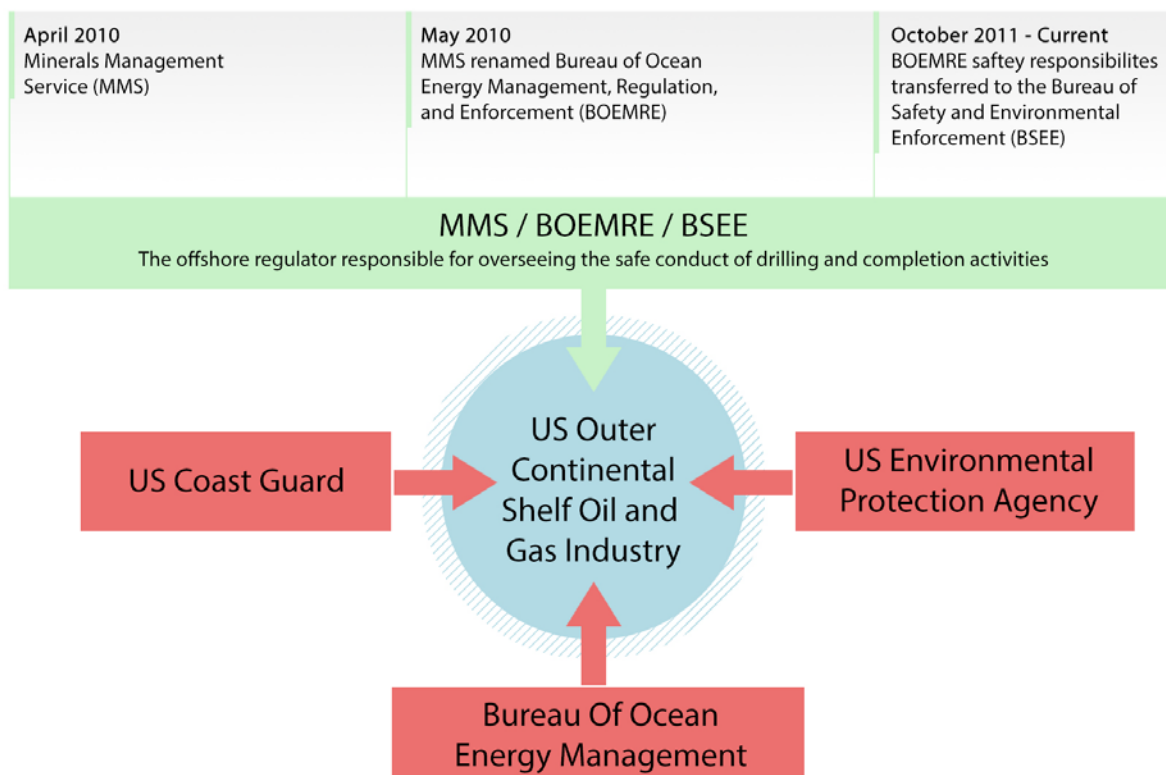 April 2010
Minerals Management
Service (MMS)
May 2010
MMS renamed Bureau of Ocean
Energy Management, Regulation,
and Enforcement (BOEMRE)
October 2011 - Current
BOEMRE saftey responsibilites
transferred to the Bureau of
Safety and Environmental
Enforcement (BSEE)
MMS / BOEMRE / BSEE
The offshore regulator responsible for overseeing the safe conduct of drilling and completion activities
US Outer
Continental
Shelf Oil and
Gas Industry
US Coast Guard
US Environmental
Protection Agency
Bureau Of Ocean
Energy Management